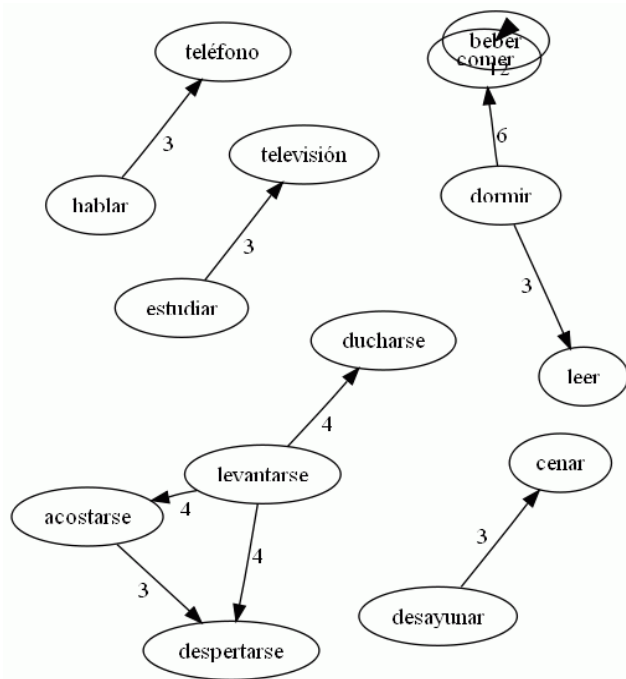 teléfono
beber
comer
12
3
6
televisión
hablar
dormir
3
3
estudiar
ducharse
leer
4
levantarse
cenar
4
acostarse
4
3
3
desayunar
despertarse